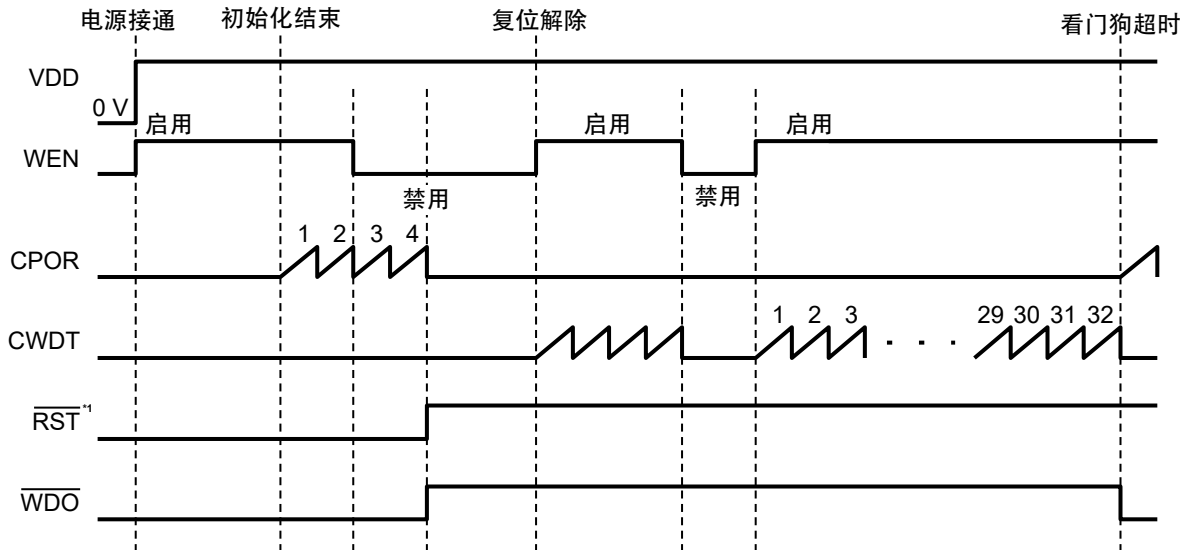 电源接通 初始化结束 复位解除 看门狗超时
VDD
0 V
启用 启用 启用
WEN
禁用 禁用
1 2 3 4
CPOR
1 2 3 29 30 31 32
CWDT
· · · ·
RST*1
WDO